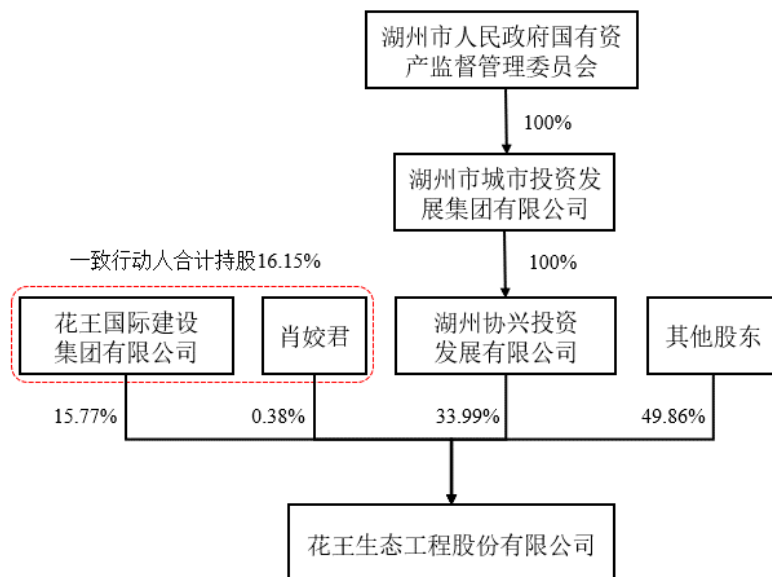 湖州市人民政府国有资
产监督管理委员会
100%
湖州市城市投资发
展集团有限公司
100%
一致行动人合计持股16.15%
花王国际建设
集团有限公司
肖姣君
湖州协兴投资
发展有限公司
其他股东
15.77%
0.38%
33.99%
49.86%
花王生态工程股份有限公司